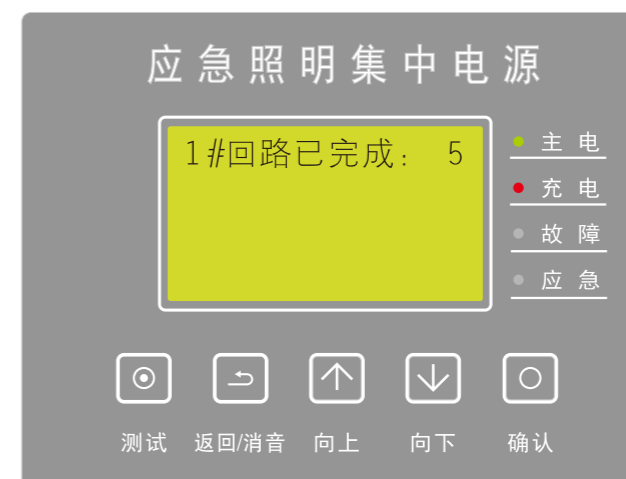 应急照明集中电源
1#回路已完成: 5
主电
充电
故障
应急
测试 返回/消音 向上 向下 确认